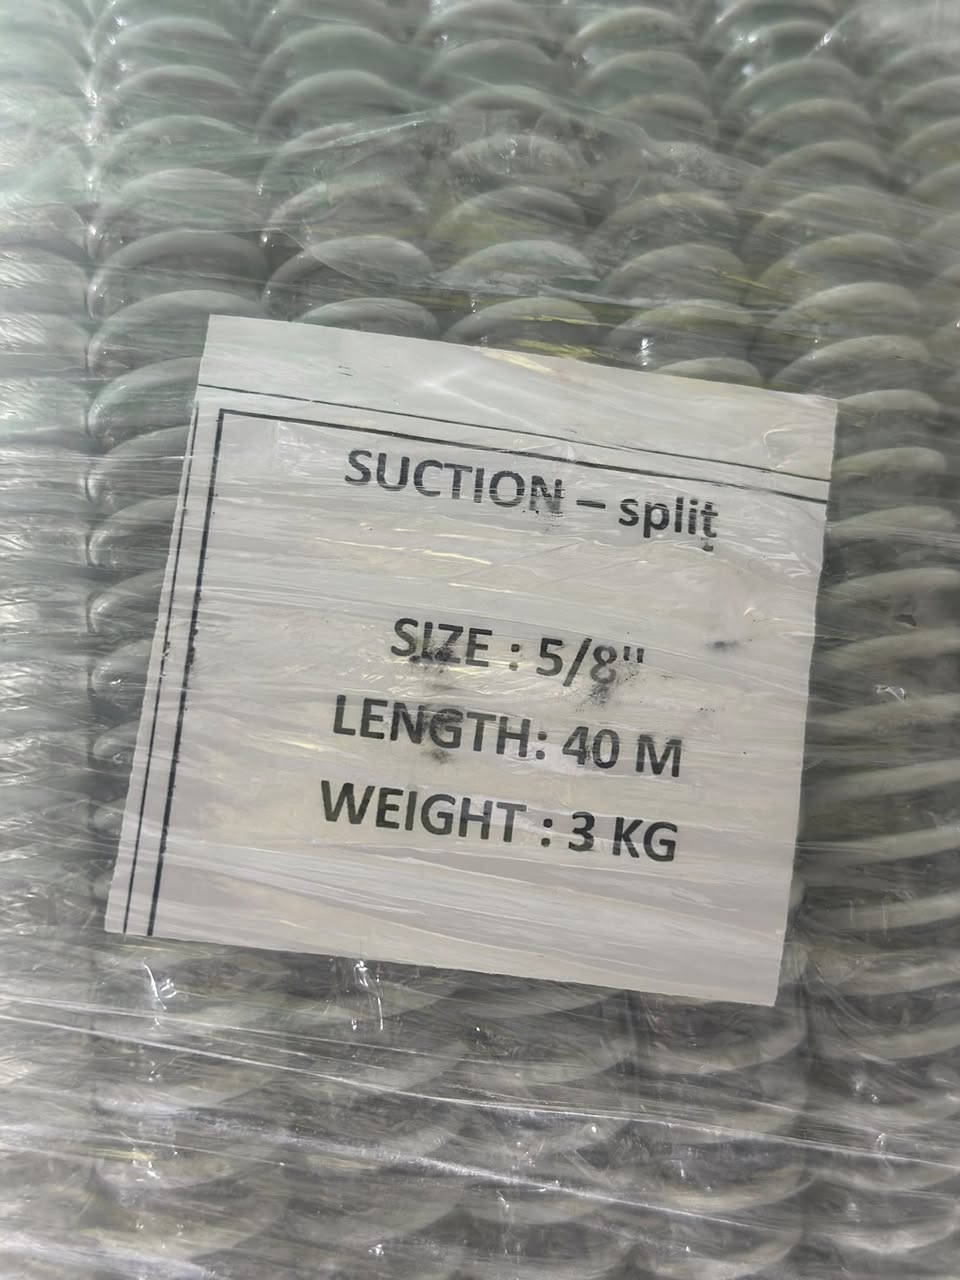 SUCTION – split
SIZE : 5/8"
LENGTH: 40 M
WEIGHT : 3 KG